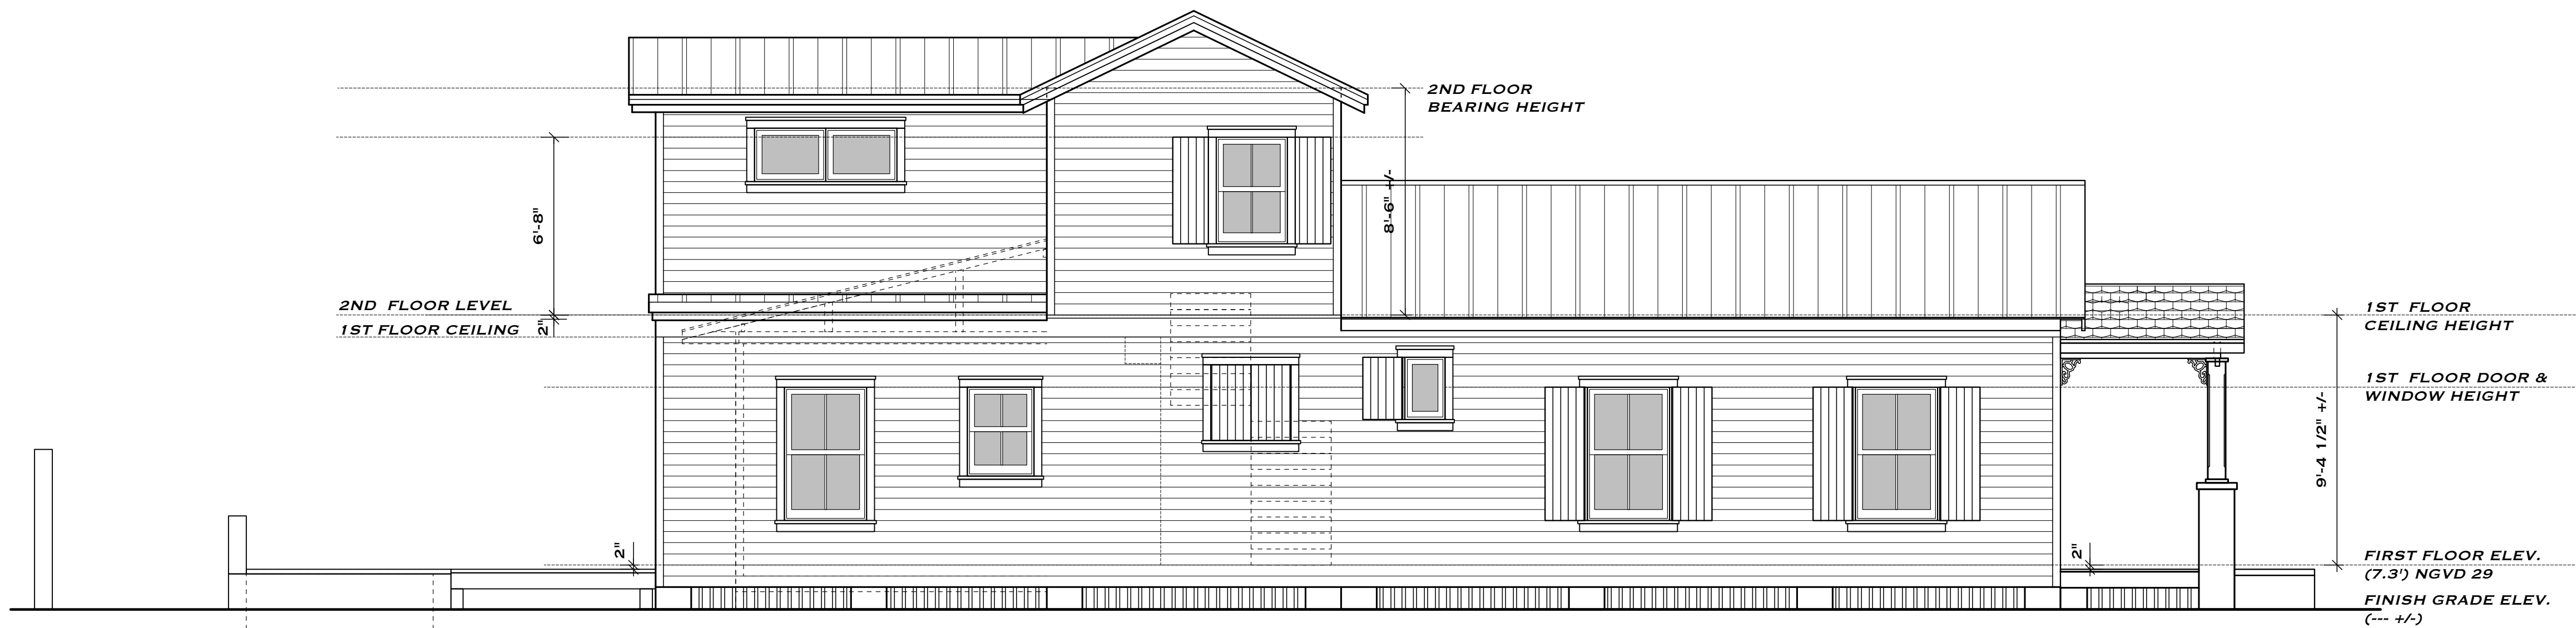 2ND FLOOR
BEARING HEIGHT
8'-6" +/-
6'-8"
2ND FLOOR LEVEL
1ST FLOOR CEILING
2"
1ST FLOOR
CEILING HEIGHT
1ST FLOOR DOOR &
WINDOW HEIGHT
9'-4 1/2" +/-
2"
2"
FIRST FLOOR ELEV.
(7.3') NGVD 29
FINISH GRADE ELEV.
(--- +/-)